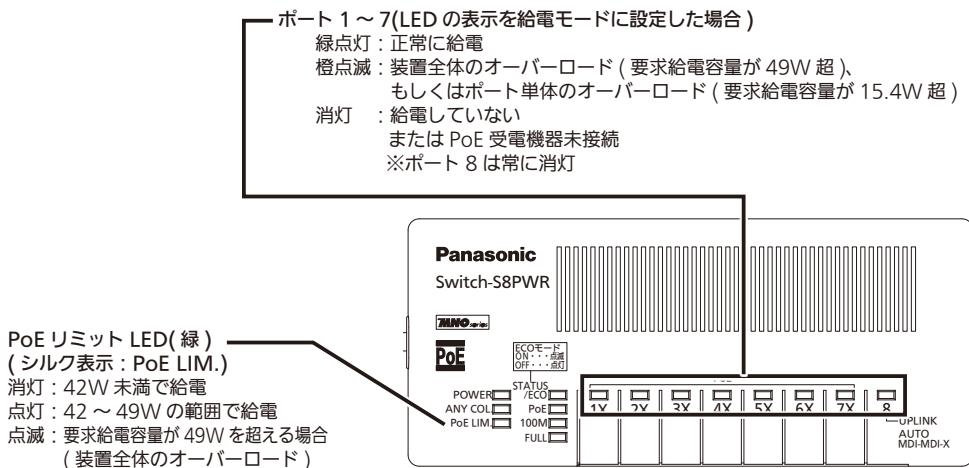 ポート 1 ～ 7(LED の表示を給電モードに設定した場合 )
緑点灯 : 正常に給電
橙点滅 : 装置全体のオーバーロード ( 要求給電容量が 49W 超 )、
もしくはポート単体のオーバーロード ( 要求給電容量が 15.4W 超 )
消灯 : 給電していない
または PoE 受電機器未接続
※ポート 8 は常に消灯
Panasonic
Switch-S8PWR
MNO series
PoE
ECOモード
ON・・・点滅
OFF・・・点灯
PoE リミット LED( 緑 )
( シルク表示 : PoE LIM.)
消灯 : 42W 未満で給電
点灯 : 42 ～ 49W の範囲で給電
点滅 : 要求給電容量が 49W を超える場合
( 装置全体のオーバーロード )
POWER
ANY COL.
PoE LIM.
STATUS
/ECO
PoE
100M
FULL
1X 2X 3X 4X 5X 6X 7X 8
UPLINK
AUTO
MDI-MDI-X